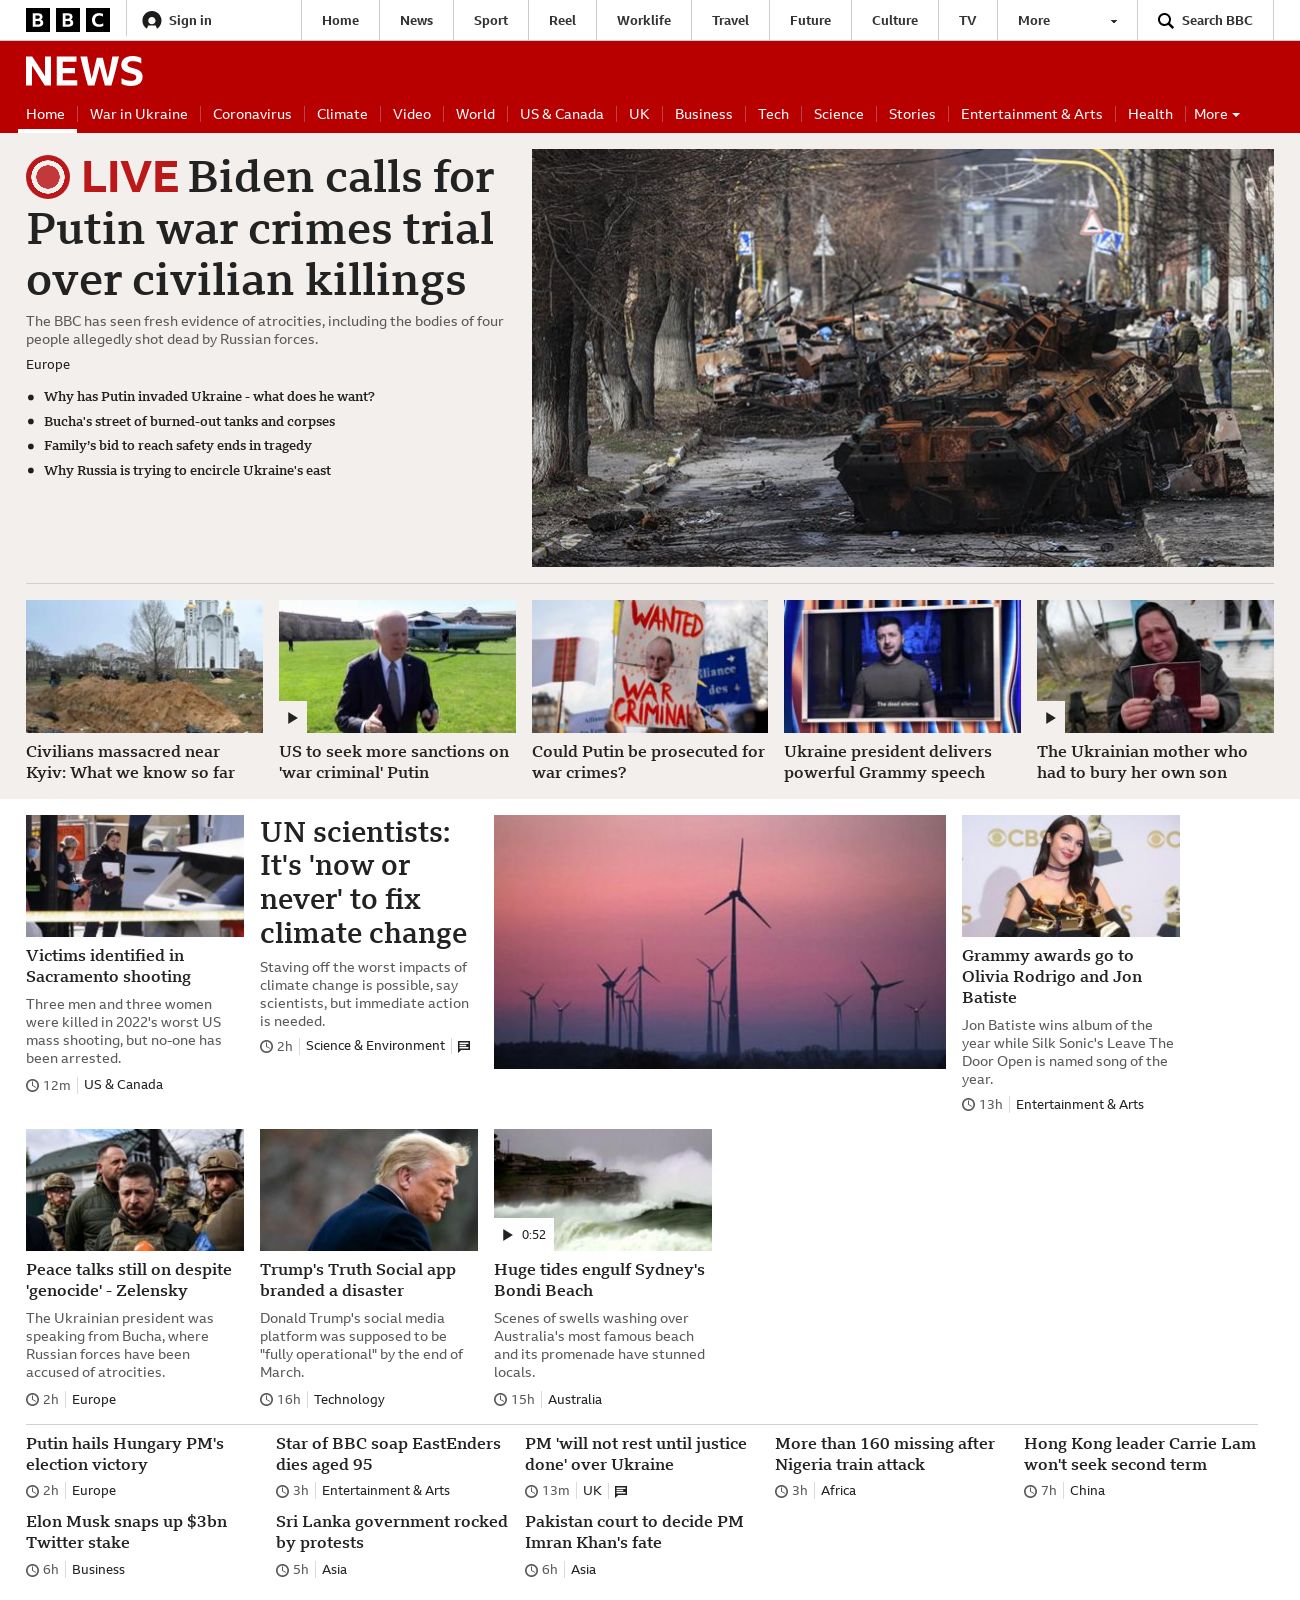 BBC
Sign in
Home
News
Sport
Reel
Worklife
Travel
Future
Culture
TV
More
Search BBC
NEWS
Home
War in Ukraine
Coronavirus
Climate
Video
World
US & Canada
UK
Business
Tech
Science
Stories
Entertainment & Arts
Health
More
LIVE Biden calls for
Putin war crimes trial
over civilian killings
The BBC has seen fresh evidence of atrocities, including the bodies of four
people allegedly shot dead by Russian forces.
Europe
Why has Putin invaded Ukraine - what does he want?
Bucha's street of burned-out tanks and corpses
Family's bid to reach safety ends in tragedy
Why Russia is trying to encircle Ukraine's east
Civilians massacred near
Kyiv: What we know so far
US to seek more sanctions on
'war criminal' Putin
WANTED
WAR
CRIMINAL
Alliance
des
Could Putin be prosecuted for
war crimes?
The dead silence.
Ukraine president delivers
powerful Grammy speech
The Ukrainian mother who
had to bury her own son
Victims identified in
Sacramento shooting
Three men and three women
were killed in 2022's worst US
mass shooting, but no-one has
been arrested.
12m
US & Canada
UN scientists:
It's 'now or
never' to fix
climate change
Staving off the worst impacts of
climate change is possible, say
scientists, but immediate action
is needed.
2h
Science & Environment
CBS
Grammy awards go to
Olivia Rodrigo and Jon
Batiste
Jon Batiste wins album of the
year while Silk Sonic's Leave The
Door Open is named song of the
year.
13h
Entertainment & Arts
Peace talks still on despite
'genocide' - Zelensky
The Ukrainian president was
speaking from Bucha, where
Russian forces have been
accused of atrocities.
2h
Europe
Trump's Truth Social app
branded a disaster
Donald Trump's social media
platform was supposed to be
"fully operational" by the end of
March.
16h
Technology
0:52
Huge tides engulf Sydney's
Bondi Beach
Scenes of swells washing over
Australia's most famous beach
and its promenade have stunned
locals.
15h
Australia
Putin hails Hungary PM's
election victory
2h
Europe
Star of BBC soap EastEnders
dies aged 95
3h
Entertainment & Arts
PM 'will not rest until justice
done' over Ukraine
13m
UK
More than 160 missing after
Nigeria train attack
3h
Africa
Hong Kong leader Carrie Lam
won't seek second term
7h
China
Elon Musk snaps up $3bn
Twitter stake
6h
Business
Sri Lanka government rocked
by protests
5h
Asia
Pakistan court to decide PM
Imran Khan's fate
6h
Asia